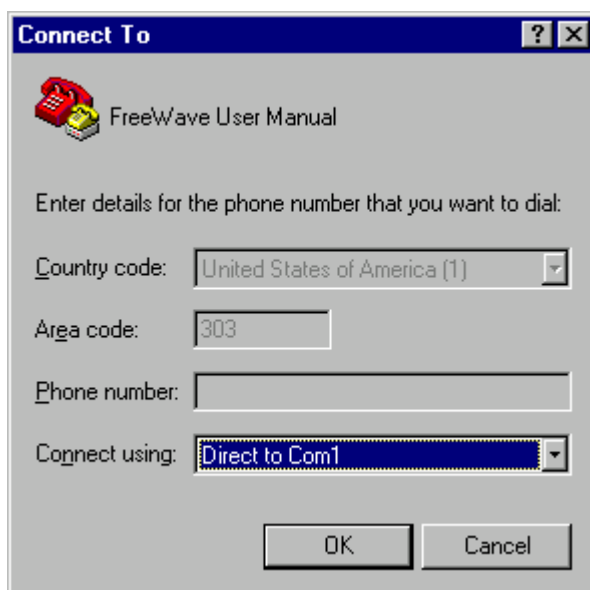 Connect To
FreeWave User Manual
Enter details for the phone number that you want to dial:
Country code: United States of America (1)
Area code: 303
Phone number:
Connect using: Direct to Com1
OK Cancel